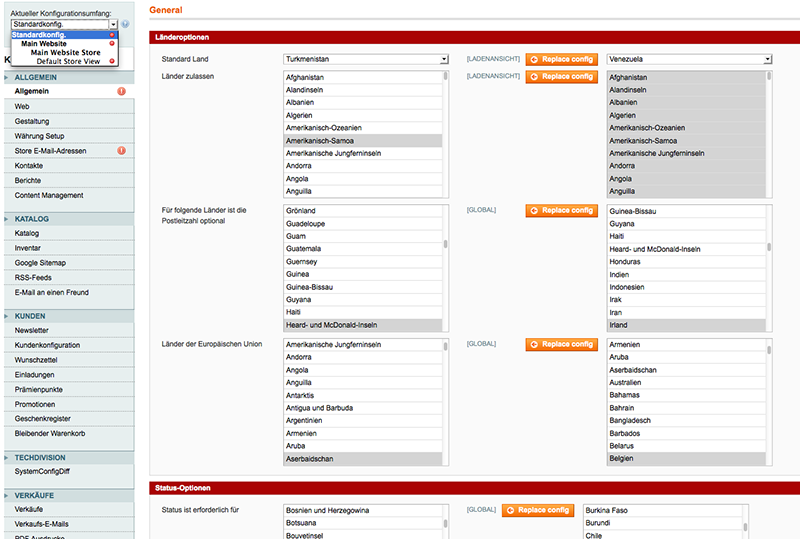 Aktueller Konfigurationsumfang:
Standardkonfig.
Standardkonfig.
Main Website
Main Website Store
Default Store View
K
ALLGEMEIN
Allgemein
Web
Gestaltung
Währung Setup
Store E-Mail-Adressen
Kontakte
Berichte
Content Management
KATALOG
Katalog
Inventar
Google Sitemap
RSS-Feeds
E-Mail an einen Freund
KUNDEN
Newsletter
Kundenkonfiguration
Wunschzettel
Einladungen
Prämienpunkte
Promotionen
Geschenkregister
Bleibender Warenkorb
TECHDIVISION
SystemConfigDiff
VERKÄUFE
Verkäufe
Verkaufs-E-Mails
PDF Ausdrucke
General
Länderoptionen
Standard Land
Turkmenistan
[LADENANSICHT]
Replace config
Venezuela
Länder zulassen
Afghanistan
Alandinseln
Albanien
Algerien
Amerikanisch-Ozeanien
Amerikanisch-Samoa
Amerikanische Jungferninseln
Andorra
Angola
Anguilla
[LADENANSICHT]
Replace config
Afghanistan
Alandinseln
Albanien
Algerien
Amerikanisch-Ozeanien
Amerikanisch-Samoa
Amerikanische Jungferninseln
Andorra
Angola
Anguilla
Für folgende Länder ist die
Postleitzahl optional
Grönland
Guadeloupe
Guam
Guatemala
Guernsey
Guinea
Guinea-Bissau
Guyana
Haiti
Heard- und McDonald-Inseln
[GLOBAL]
Replace config
Guinea-Bissau
Guyana
Haiti
Heard- und McDonald-Inseln
Honduras
Indien
Indonesien
Irak
Iran
Irland
Länder der Europäischen Union
Amerikanische Jungferninseln
Andorra
Angola
Anguilla
Antarktis
Antigua und Barbuda
Argentinien
Armenien
Aruba
Aserbaidschan
[GLOBAL]
Replace config
Armenien
Aruba
Aserbaidschan
Australien
Bahamas
Bahrain
Bangladesch
Barbados
Belarus
Belgien
Status-Optionen
Status ist erforderlich für
Bosnien und Herzegowina
Botsuana
Bouvetinsel
[GLOBAL]
Replace config
Burkina Faso
Burundi
Chile